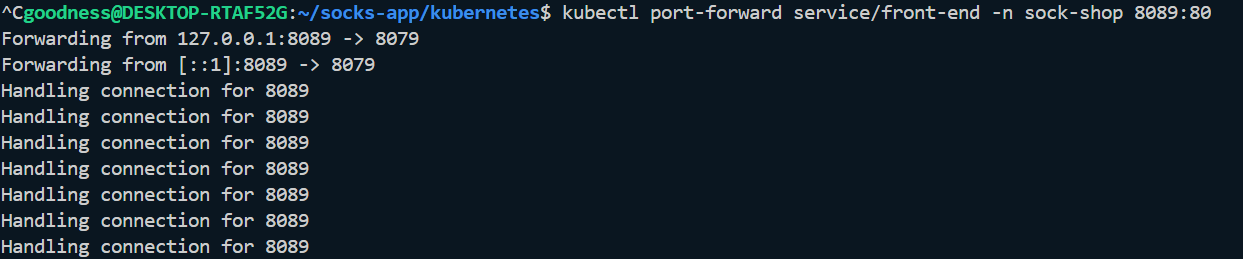 ^Cgoodness@DESKTOP-RTAF52G:~/socks-app/kubernetes$ kubectl port-forward service/front-end -n sock-shop 8089:80
Forwarding from 127.0.0.1:8089 -> 8079
Forwarding from [::1]:8089 -> 8079
Handling connection for 8089
Handling connection for 8089
Handling connection for 8089
Handling connection for 8089
Handling connection for 8089
Handling connection for 8089
Handling connection for 8089